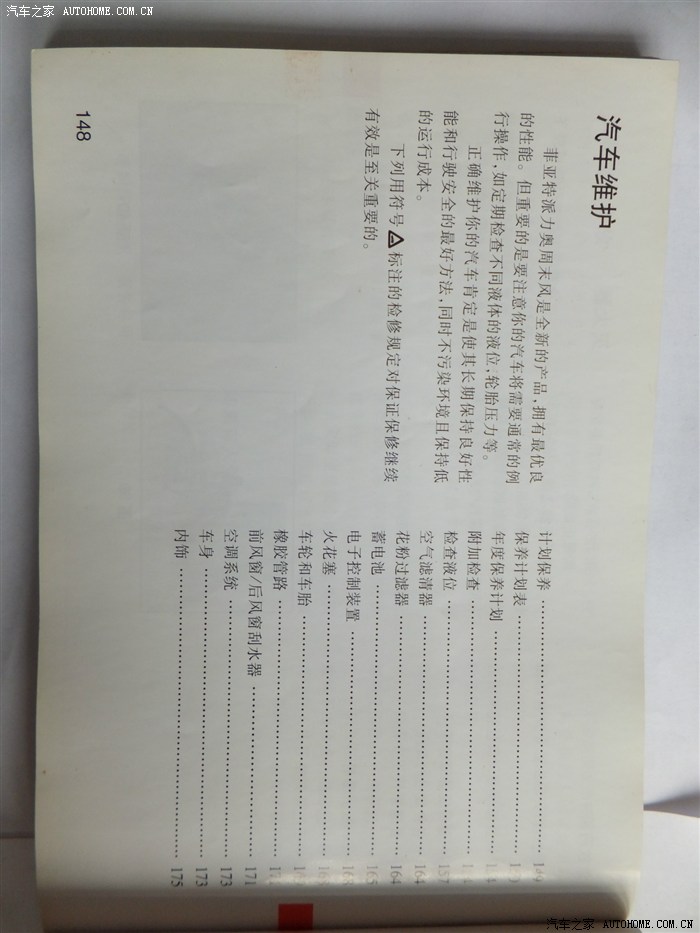 汽车之家 AUTOHOME.COM.CN
汽车维护
菲亚特派力奥周末风是全新的产品,拥有最优良
的性能。但重要的是要注意你的汽车将需要通常的例
行操作,如定期检查不同液体的液位,轮胎压力等。
正确维护你的汽车肯定是使其长期保持良好性
能和行驶安全的最好方法,同时不污染环境且保持低
的运行成本。
下列用符号 标注的检修规定对保证保修继续
有效是至关重要的。
计划保养 ………… 149
保养计划表 …………
年度保养计划 …………
附加检查 …………
检查液位 ………… 157
空气滤清器 ………… 164
花粉过滤器 ………… 164
蓄电池 ………… 165
电子控制装置 …………
火花塞 …………
车轮和车胎 …………
橡胶管路 …………
前风窗/后风窗刮水器 ………… 171
空调系统 ………… 173
车身 ………… 173
内饰 ………… 175
148
汽车之家 AUTOHOME.COM.CN